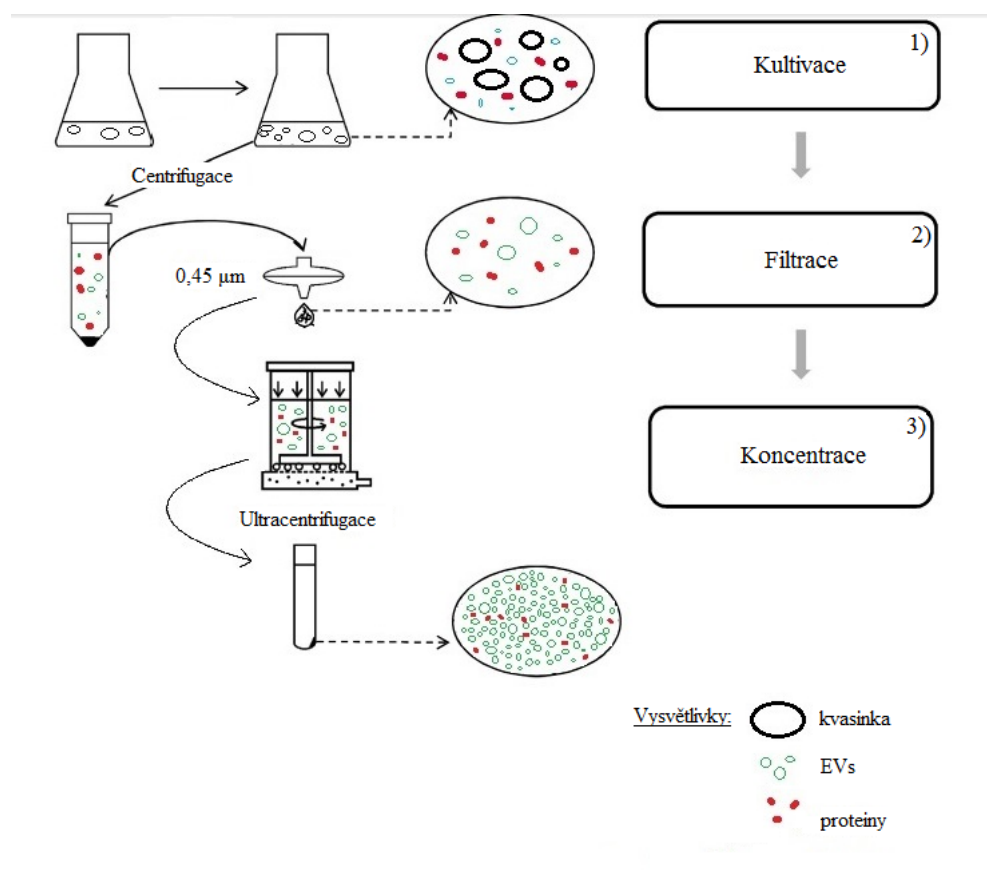 1)
Kultivace
Centrifugace
2)
Filtrace
0,45 µm
3)
Koncentrace
Ultracentrifugace
Vysvětlivky:
kvasinka
EVs
proteiny